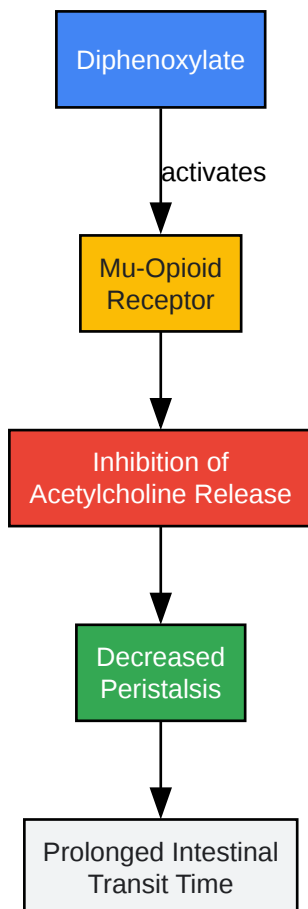 Diphenoxylate
activates
Mu-Opioid
Receptor
Inhibition of
Acetylcholine Release
Decreased
Peristalsis
Prolonged Intestinal
Transit Time